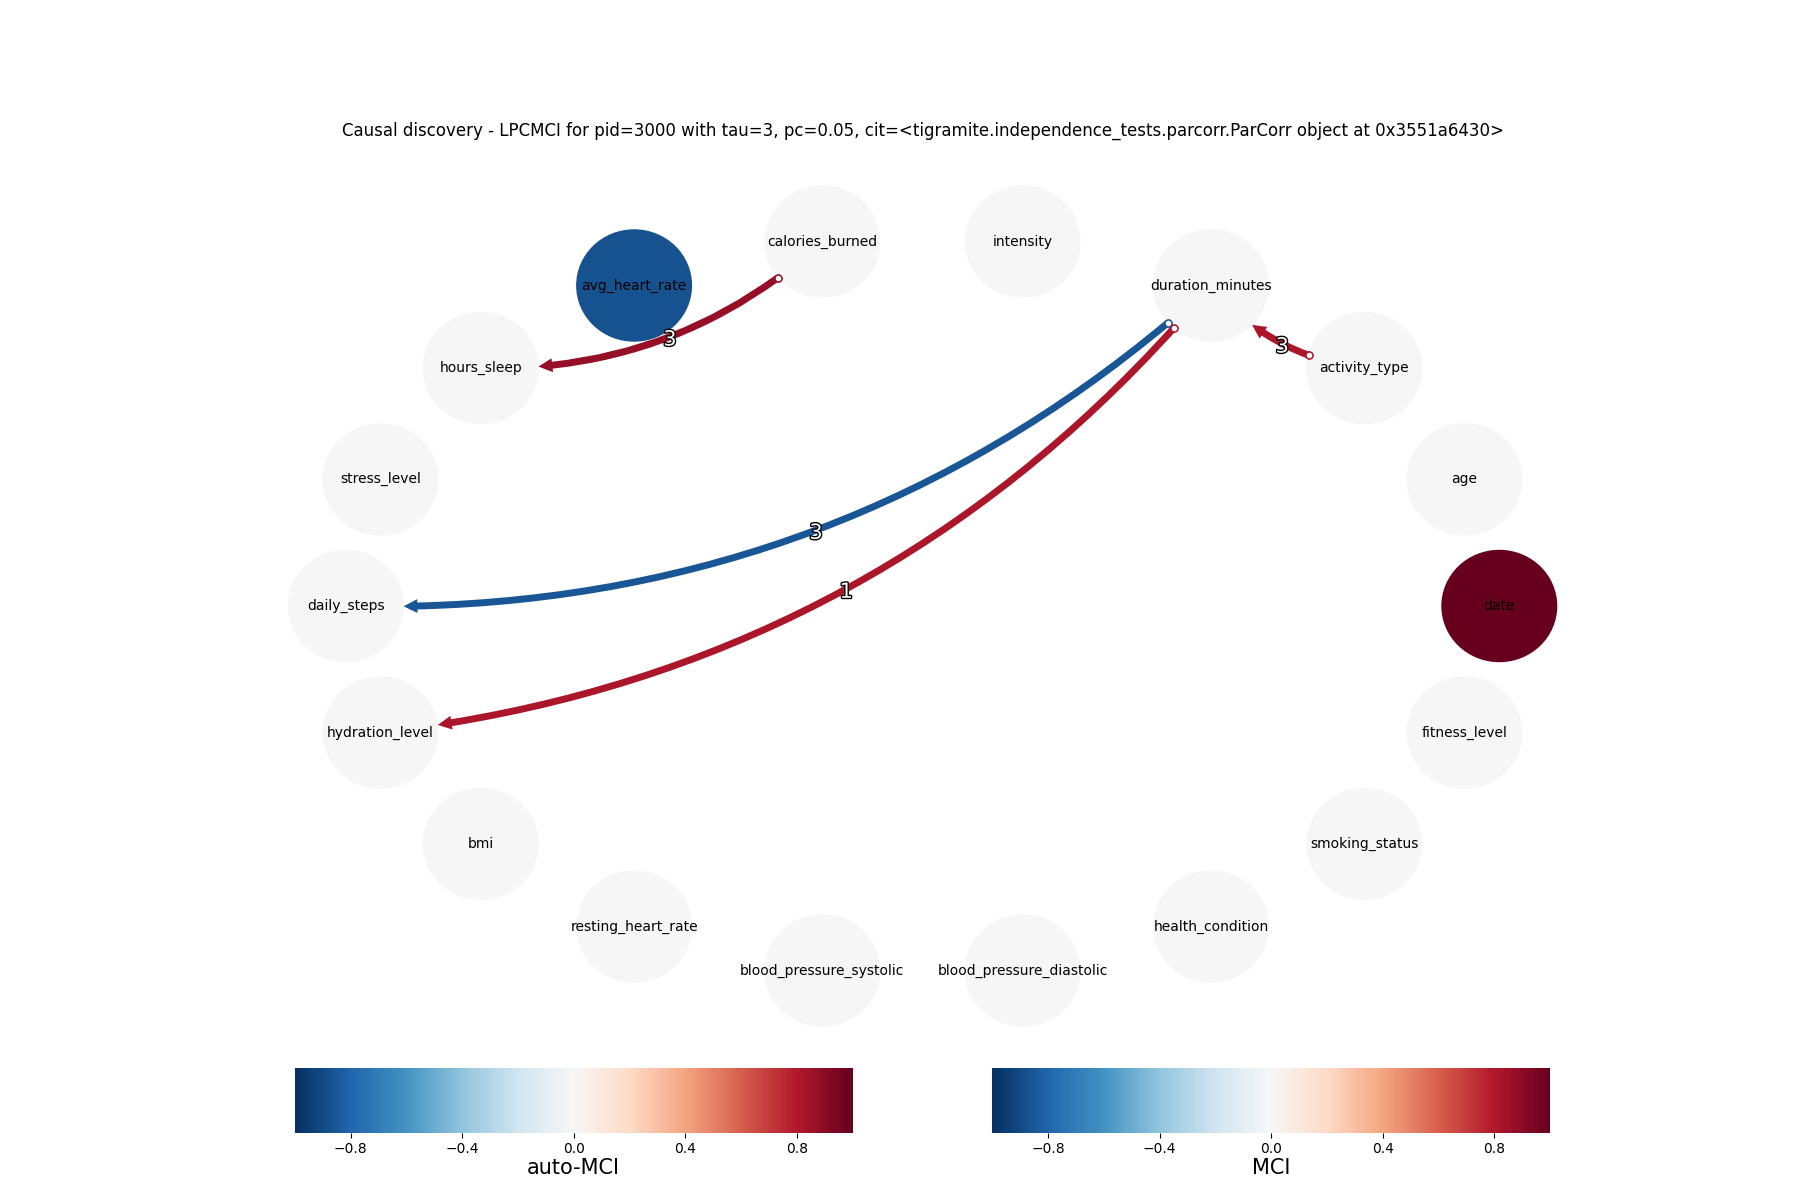 Causal discovery - LPCMCI for pid=3000 with tau=3, pc=0.05, cit=<tigramite.independence_tests.parcorr.ParCorr object at 0x3551a6430>
calories_burned
intensity
avg_heart_rate
duration_minutes
3
3
hours_sleep
activity_type
stress_level
age
3
1
daily_steps
date
hydration_level
fitness_level
bmi
smoking_status
resting_heart_rate
health_condition
blood_pressure_systolic
blood_pressure_diastolic
−0.8 −0.4 0.0 0.4 0.8
auto-MCI
−0.8 −0.4 0.0 0.4 0.8
MCI